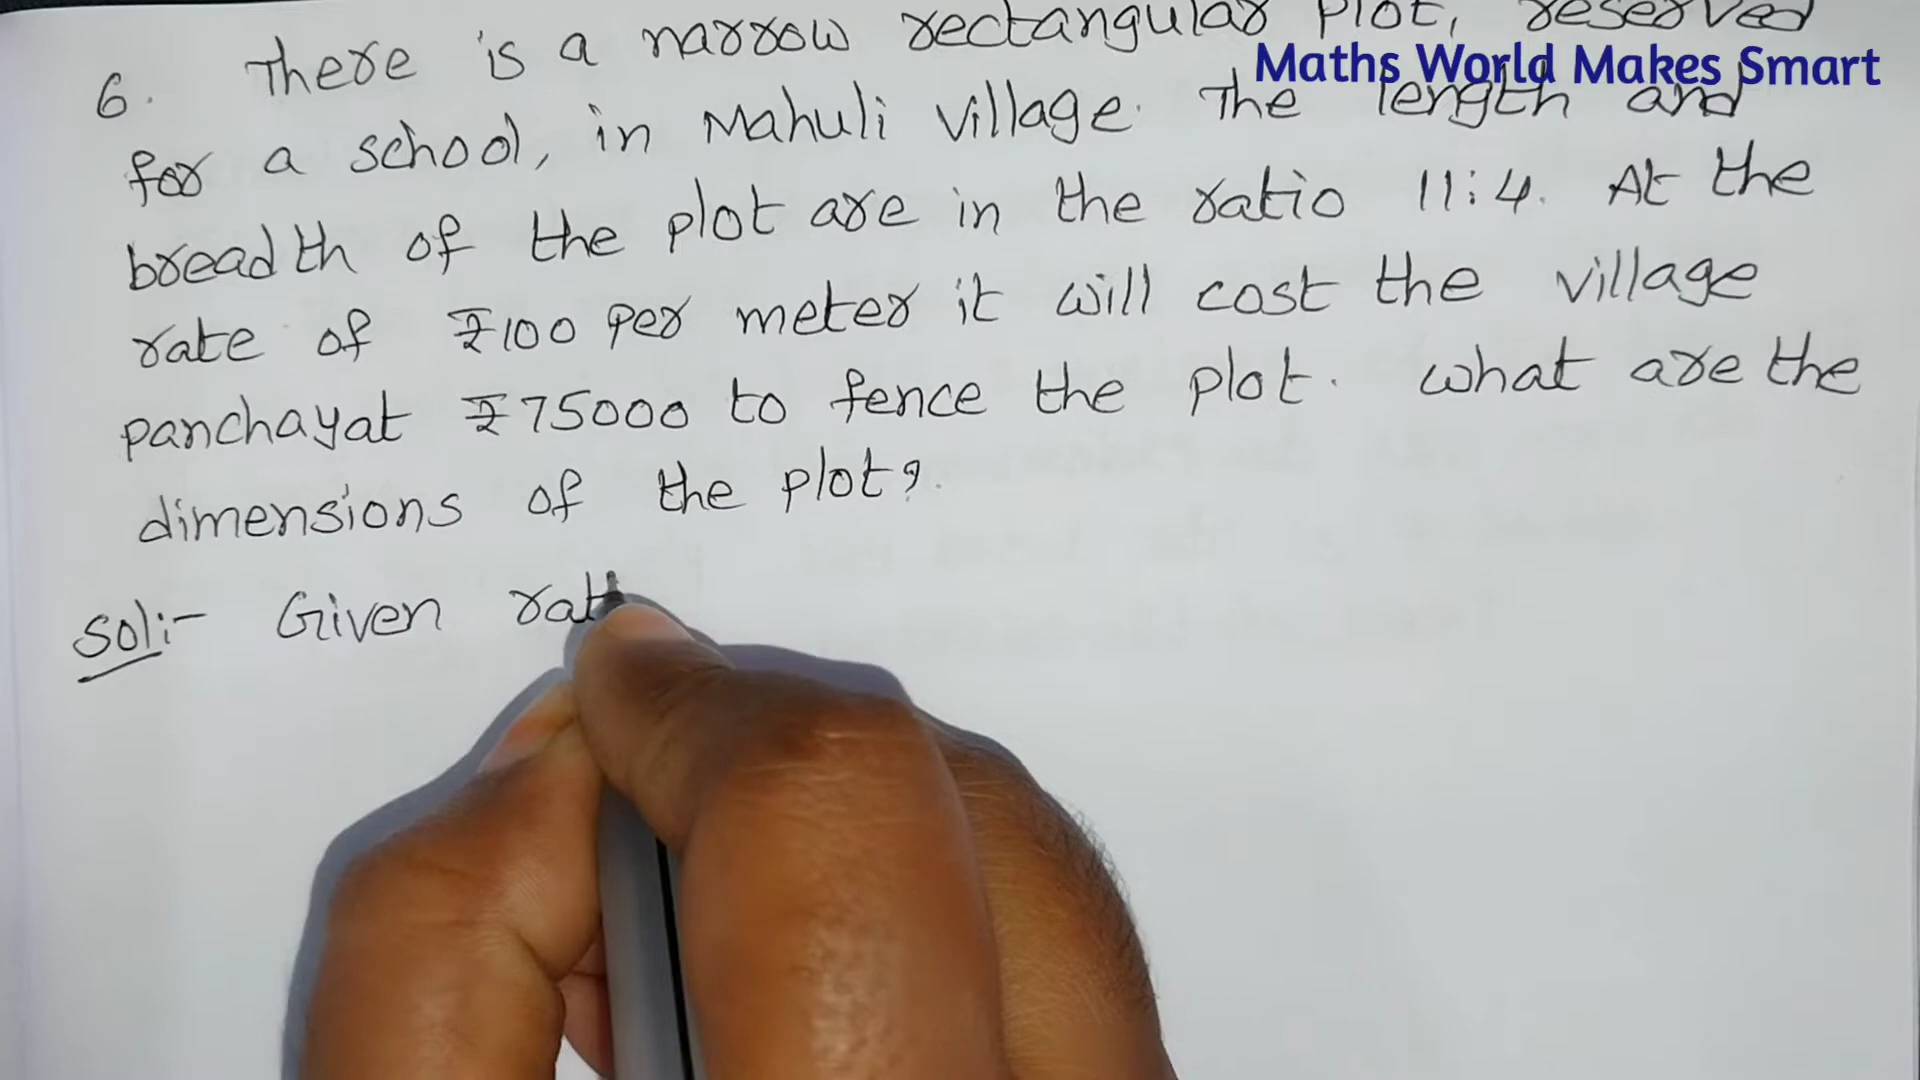 6. There is a narrow rectangular plot, reserved
Maths World Makes Smart
for a school, in Mahuli village. The length and
breadth of the plot are in the ratio 11:4. At the
rate of ₹100 per meter it will cost the village
panchayat ₹75000 to fence the plot. what are the
dimensions of the plot?
Sol:- Given rati